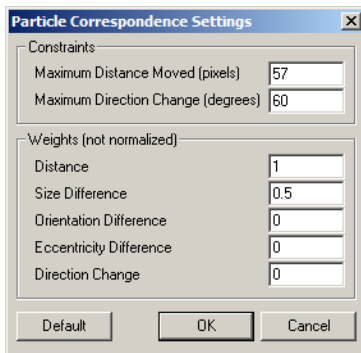 Particle Correspondence Settings
Constraints
Maximum Distance Moved (pixels) 57
Maximum Direction Change (degrees) 60
Weights (not normalized)
Distance 1
Size Difference 0.5
Orientation Difference 0
Eccentricity Difference 0
Direction Change 0
Default OK Cancel